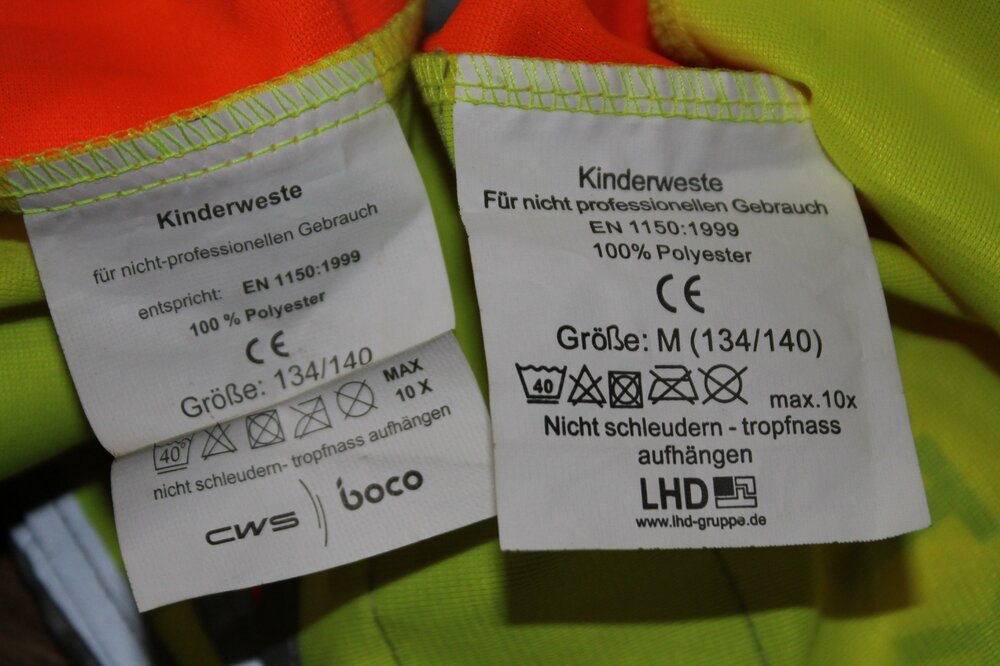 Kinderweste
für nicht-professionellen Gebrauch
entspricht: EN 1150:1999
100 % Polyester
CE
Größe: 134/140
40° MAX
10 X
nicht schleudern- tropfnass aufhängen
CWS boco
Kinderweste
Für nicht professionellen Gebrauch
EN 1150:1999
100% Polyester
CE
Größe: M (134/140)
40 max.10x
Nicht schleudern - tropfnass
aufhängen
LHD
www.lhd-gruppe.de